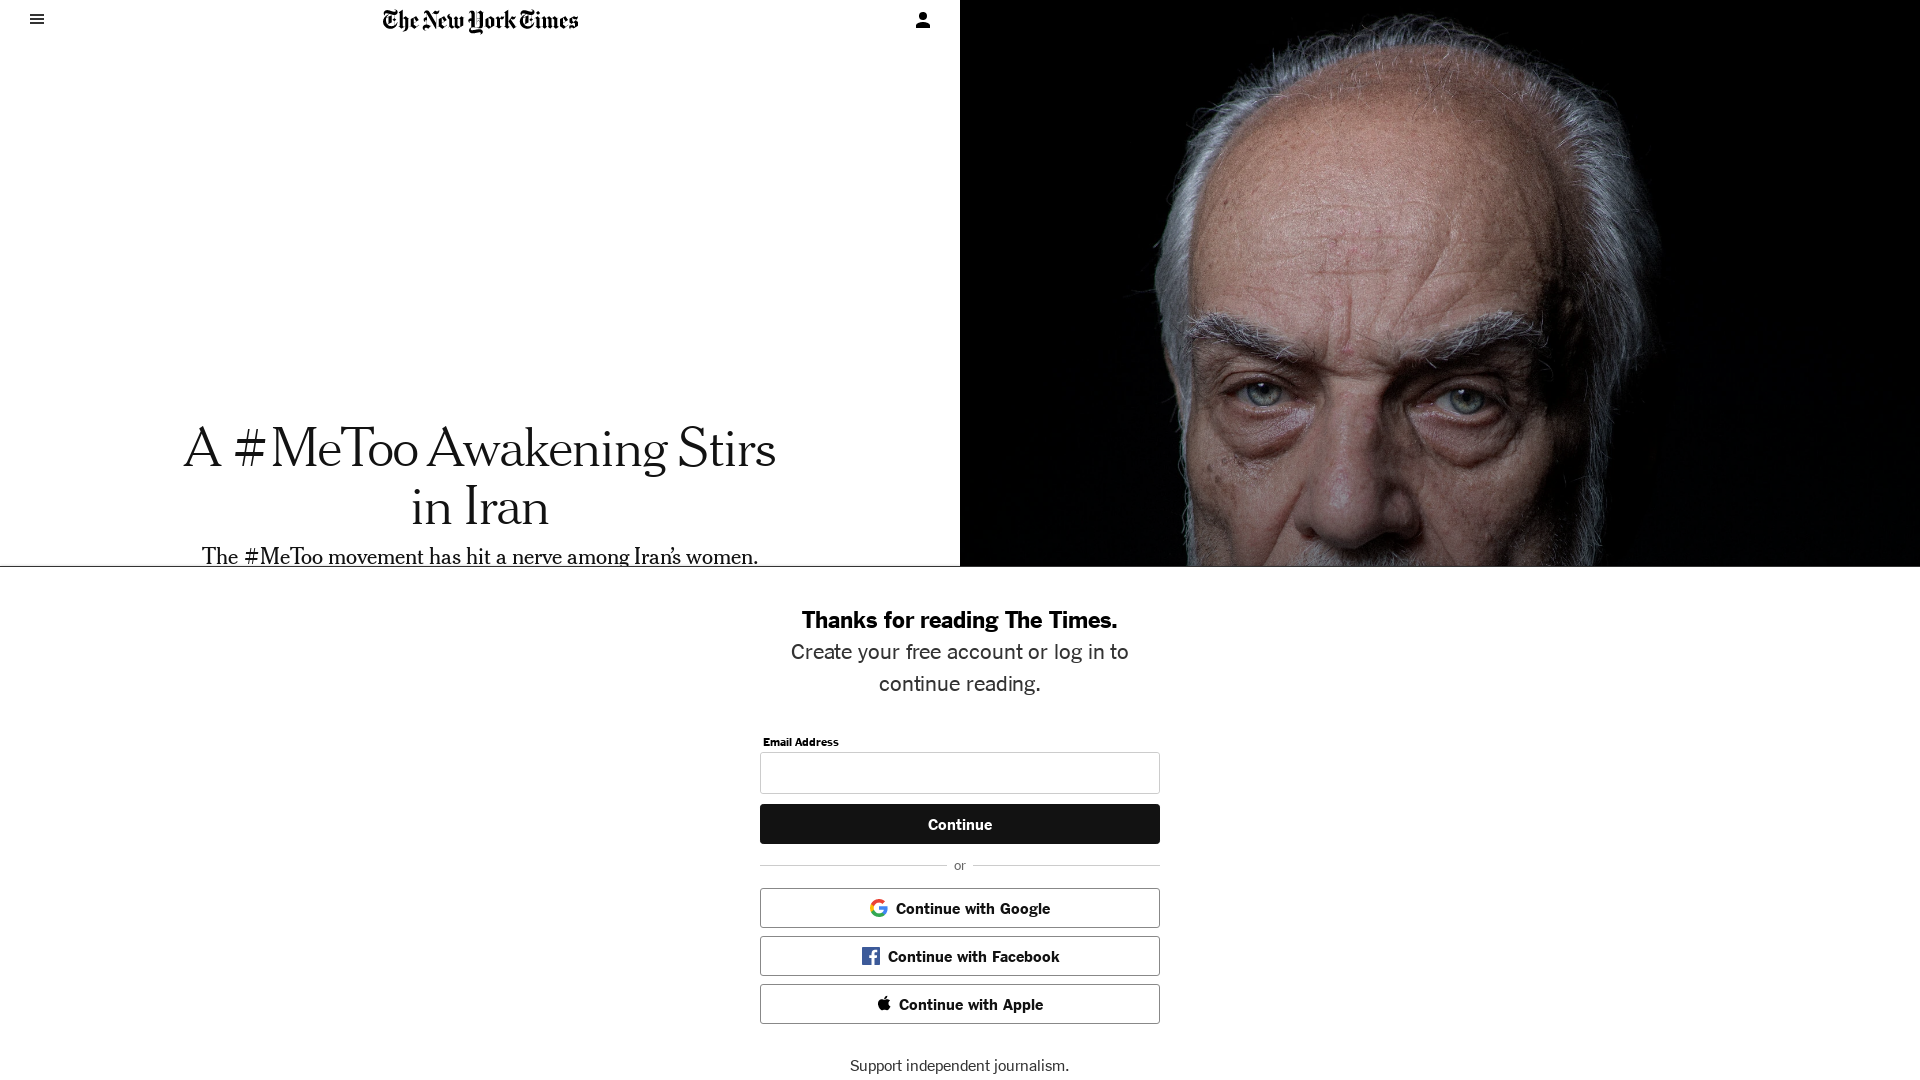 The New York Times
A #MeToo Awakening Stirs
in Iran
The #MeToo movement has hit a nerve among Iran’s women.
Thanks for reading The Times.
Create your free account or log in to
continue reading.
Email Address
Continue
or
Continue with Google
Continue with Facebook
Continue with Apple
Support independent journalism.